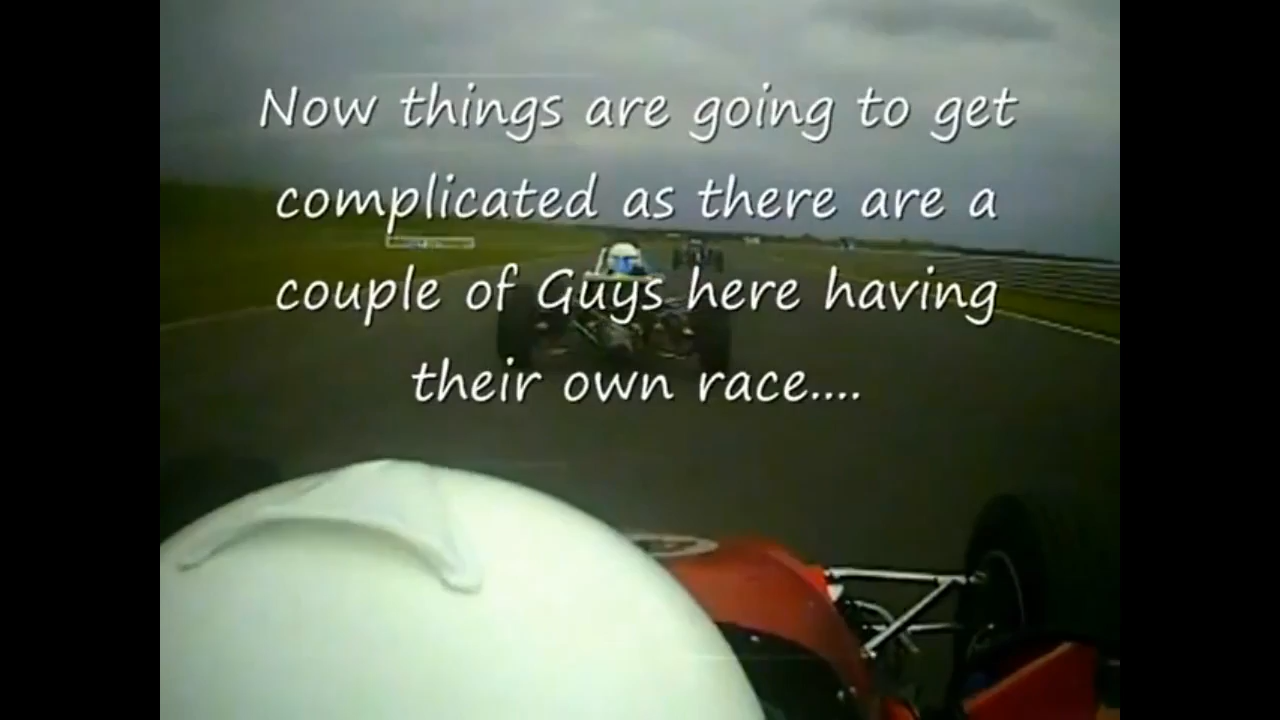 Now things are going to get
complicated as there are a
couple of Guys here having
their own race....